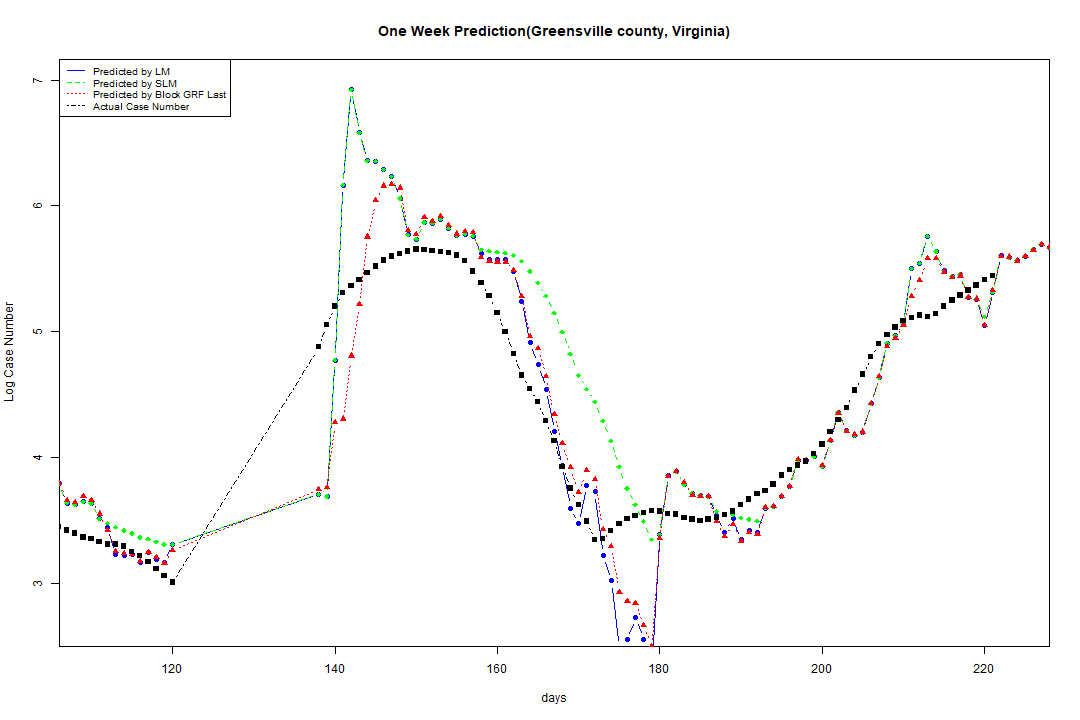 One Week Prediction(Greensville county, Virginia)
Predicted by LM
Predicted by SLM
Predicted by Block GRF Last
Actual Case Number
7
6
5
4
3
Log Case Number
120 140 160 180 200 220
days